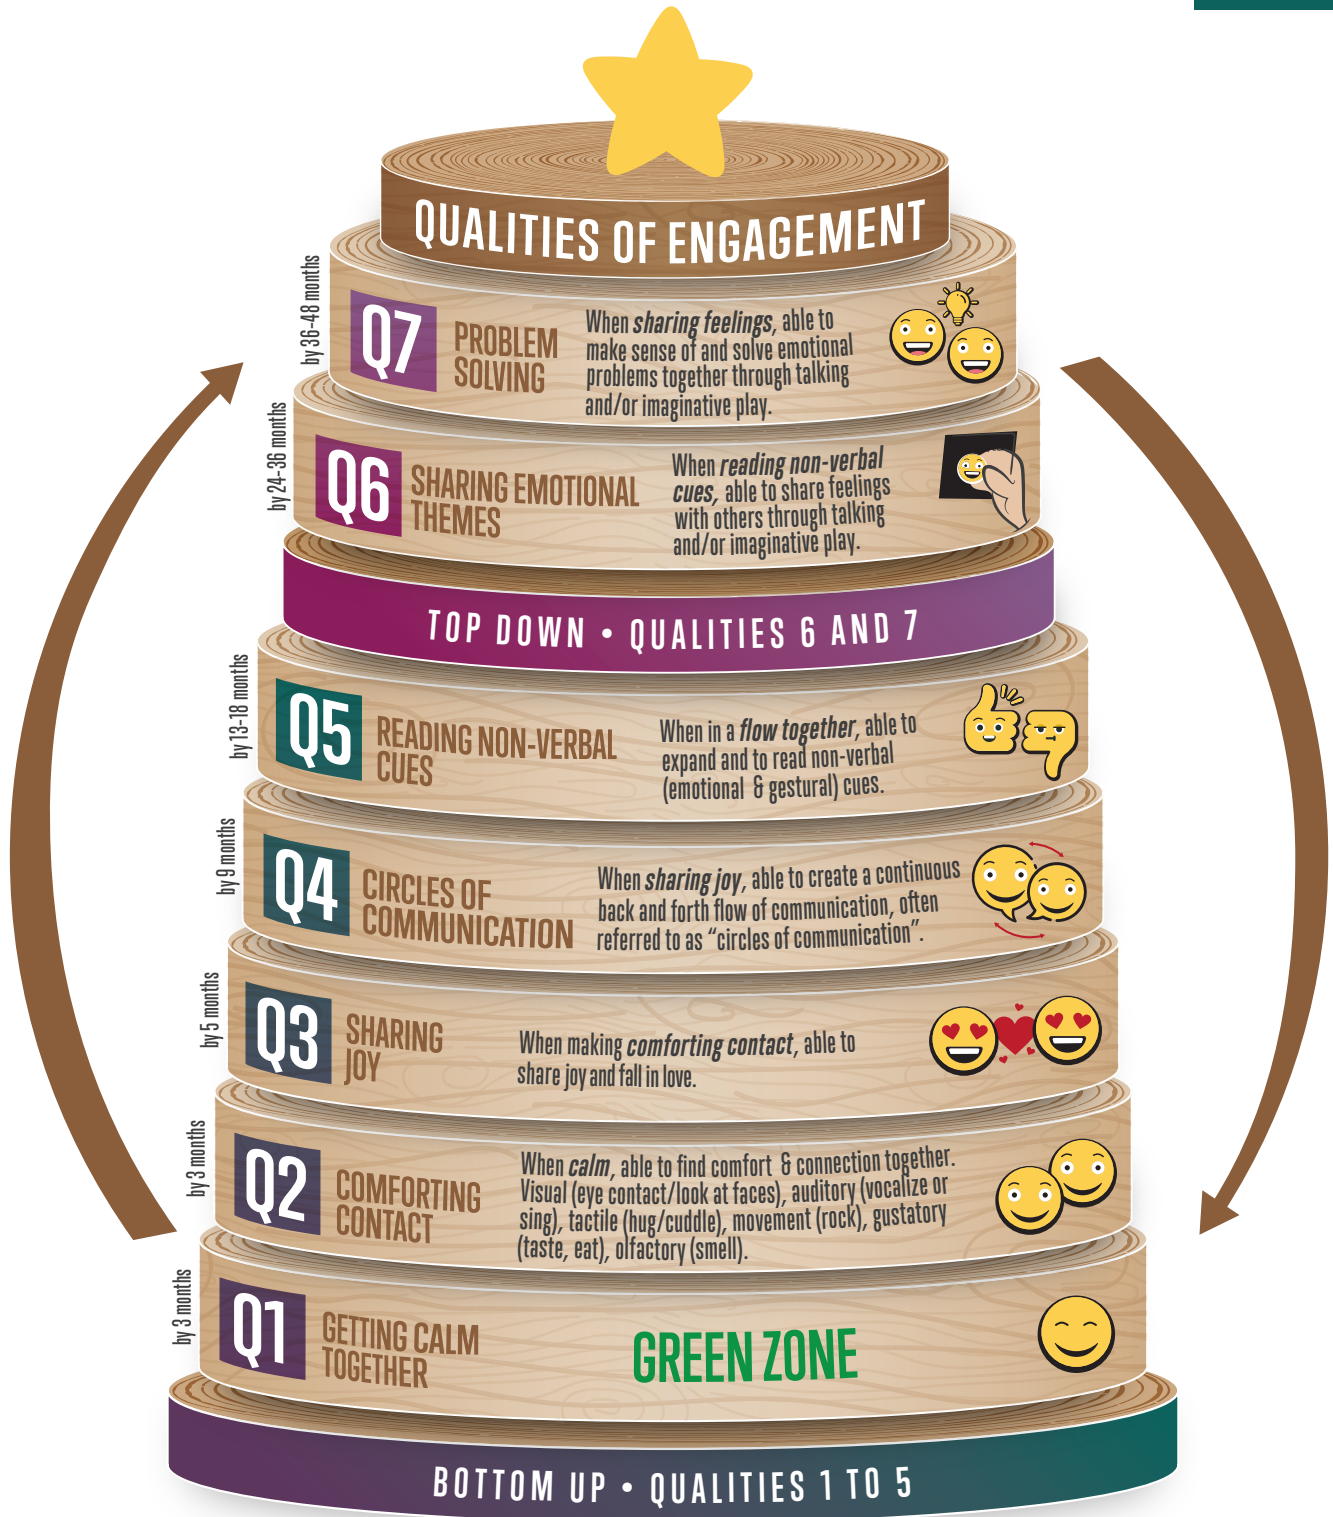 QUALITIES OF ENGAGEMENT
by 36-48 months
Q7
PROBLEM
SOLVING
When sharing feelings, able to
make sense of and solve emotional
problems together through talking
and/or imaginative play.
by 24-36 months
Q6
SHARING EMOTIONAL
THEMES
When reading non-verbal
cues, able to share feelings
with others through talking
and/or imaginative play.
TOP DOWN • QUALITIES 6 AND 7
by 13-18 months
Q5
READING NON-VERBAL
CUES
When in a flow together, able to
expand and to read non-verbal
(emotional & gestural) cues.
by 9 months
Q4
CIRCLES OF
COMMUNICATION
When sharing joy, able to create a continuous
back and forth flow of communication, often
referred to as “circles of communication”.
by 5 months
Q3
SHARING
JOY
When making comforting contact, able to
share joy and fall in love.
by 3 months
Q2
COMFORTING
CONTACT
When calm, able to find comfort & connection together.
Visual (eye contact/look at faces), auditory (vocalize or
sing), tactile (hug/cuddle), movement (rock), gustatory
(taste, eat), olfactory (smell).
by 3 months
Q1
GETTING CALM
TOGETHER
GREEN ZONE
BOTTOM UP • QUALITIES 1 TO 5